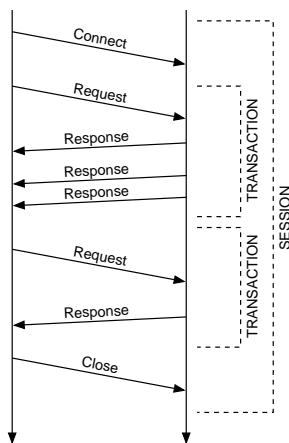 Connect
Request
Response
Response
Response
TRANSACTION
Request
Response
TRANSACTION
Close
SESSION